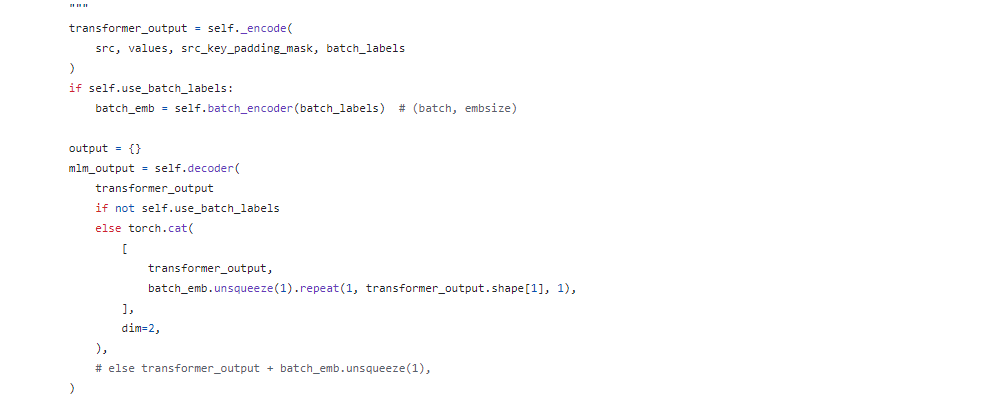 """
transformer_output = self._encode(
    src, values, src_key_padding_mask, batch_labels
)
if self.use_batch_labels:
    batch_emb = self.batch_encoder(batch_labels)  # (batch, embsize)

output = {}
mlm_output = self.decoder(
    transformer_output
    if not self.use_batch_labels
    else torch.cat(
        [
            transformer_output,
            batch_emb.unsqueeze(1).repeat(1, transformer_output.shape[1], 1),
        ],
        dim=2,
    ),
    # else transformer_output + batch_emb.unsqueeze(1),
)